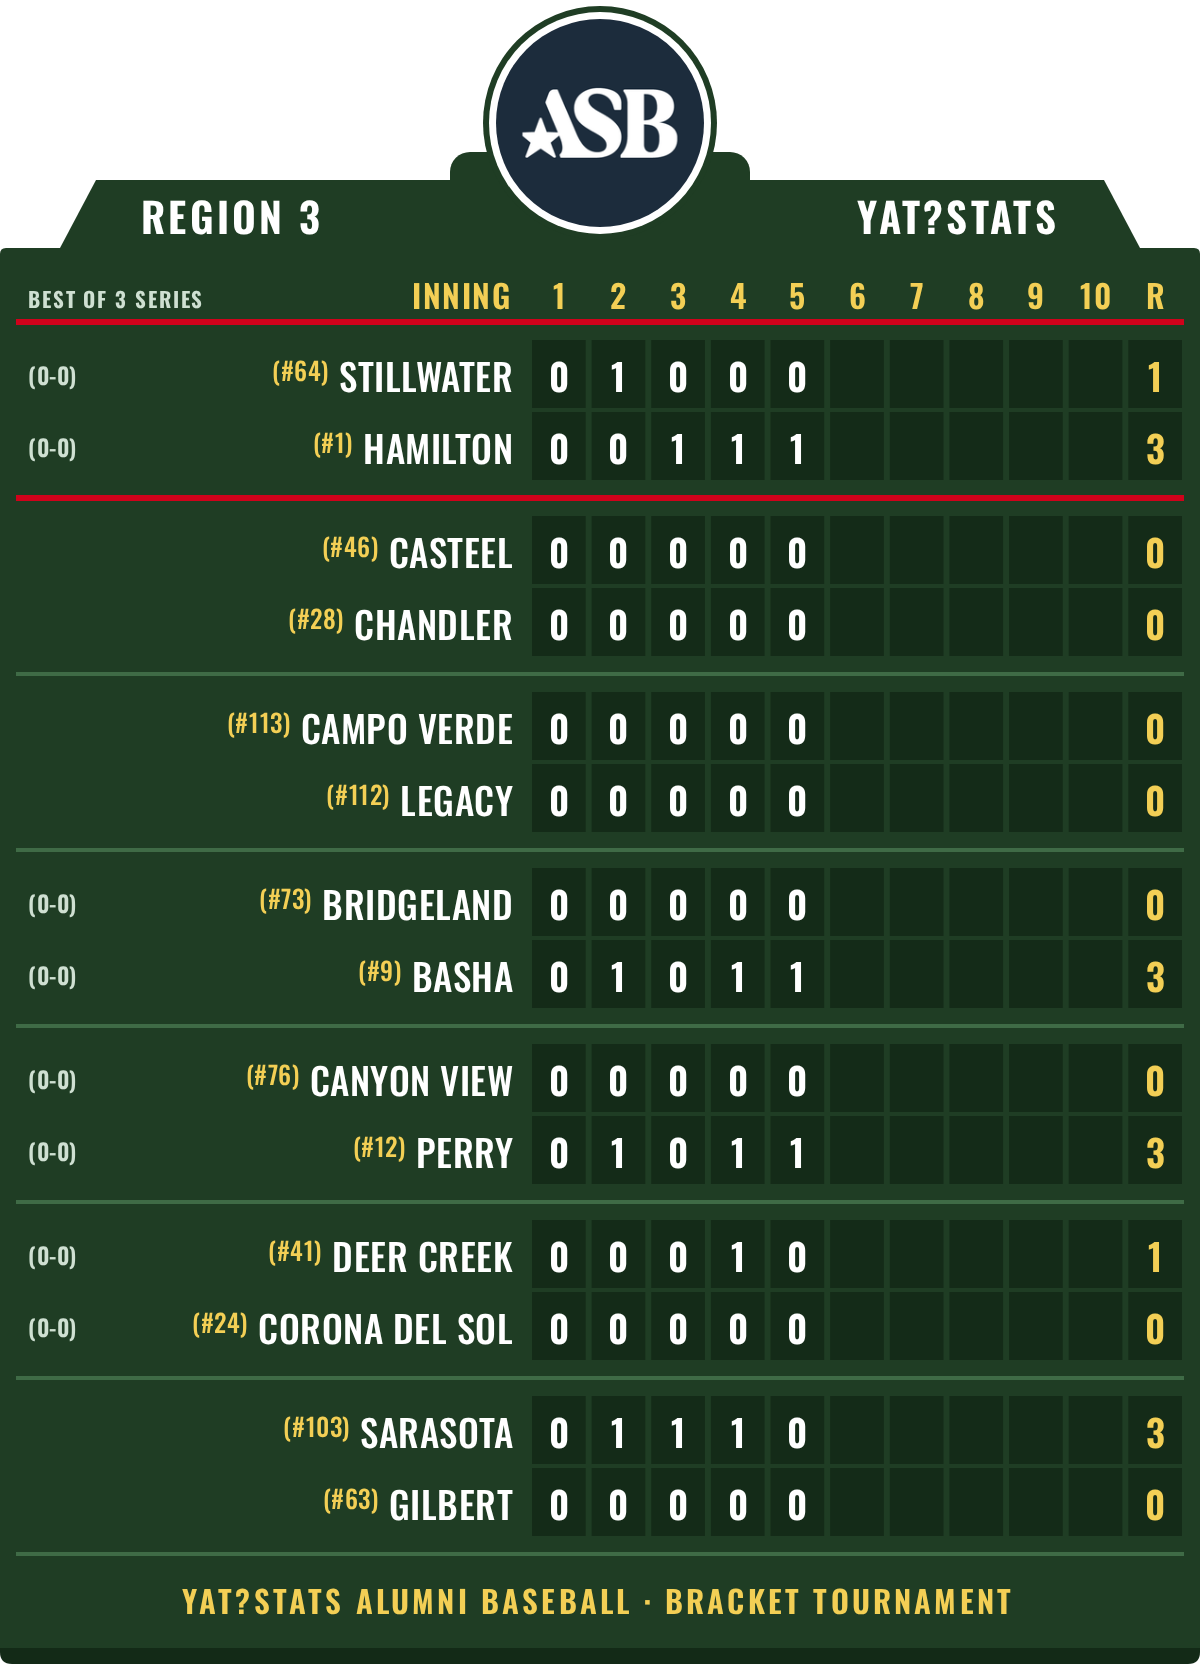 ASB
REGION 3 YAT?STATS
BEST OF 3 SERIES INNING 1 2 3 4 5 6 7 8 9 10 R
(0-0) (#64) STILLWATER 0 1 0 0 0 1
(0-0) (#1) HAMILTON 0 0 1 1 1 3
(#46) CASTEEL 0 0 0 0 0 0
(#28) CHANDLER 0 0 0 0 0 0
(#113) CAMPO VERDE 0 0 0 0 0 0
(#112) LEGACY 0 0 0 0 0 0
(0-0) (#73) BRIDGELAND 0 0 0 0 0 0
(0-0) (#9) BASHA 0 1 0 1 1 3
(0-0) (#76) CANYON VIEW 0 0 0 0 0 0
(0-0) (#12) PERRY 0 1 0 1 1 3
(0-0) (#41) DEER CREEK 0 0 0 1 0 1
(0-0) (#24) CORONA DEL SOL 0 0 0 0 0 0
(#103) SARASOTA 0 1 1 1 0 3
(#63) GILBERT 0 0 0 0 0 0
YAT?STATS ALUMNI BASEBALL · BRACKET TOURNAMENT